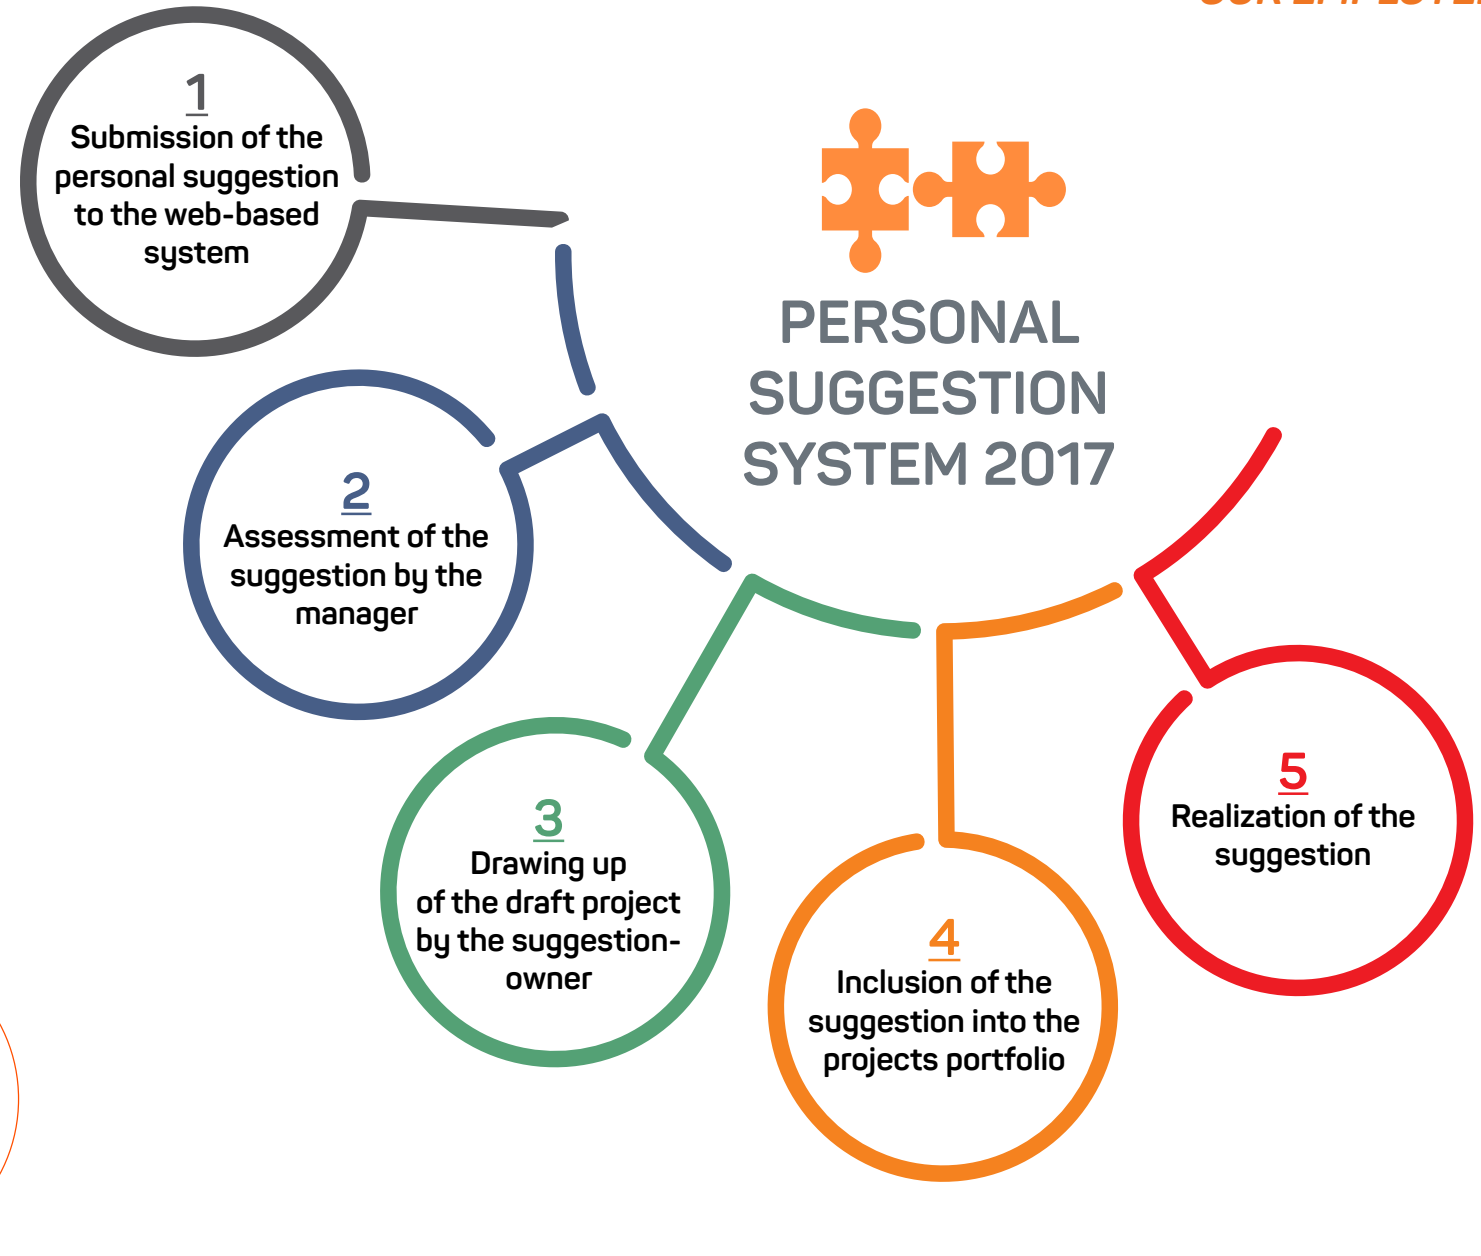 1
Submission of the
personal suggestion
to the web-based
system
PERSONAL
SUGGESTION
SYSTEM 2017
2
Assessment of the
suggestion by the
manager
3
Drawing up
of the draft project
by the suggestion-
owner
4
Inclusion of the
suggestion into the
projects portfolio
5
Realization of the
suggestion